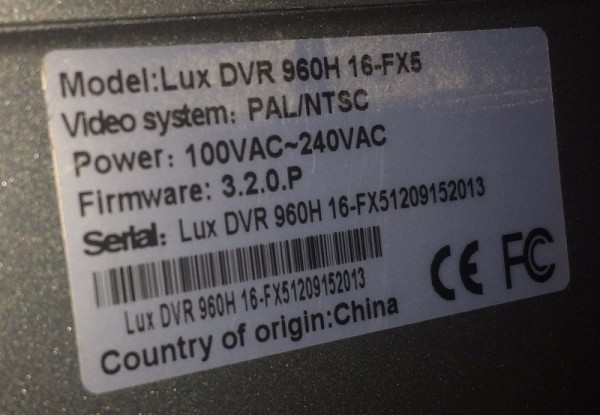 Model:Lux DVR 960H 16-FX5
Video system: PAL/NTSC
Power: 100VAC~240VAC
Firmware: 3.2.0.P
Serial: Lux DVR 960H 16-FX51209152013
Lux DVR 960H 16-FX51209152013
CE FC
Country of origin:China